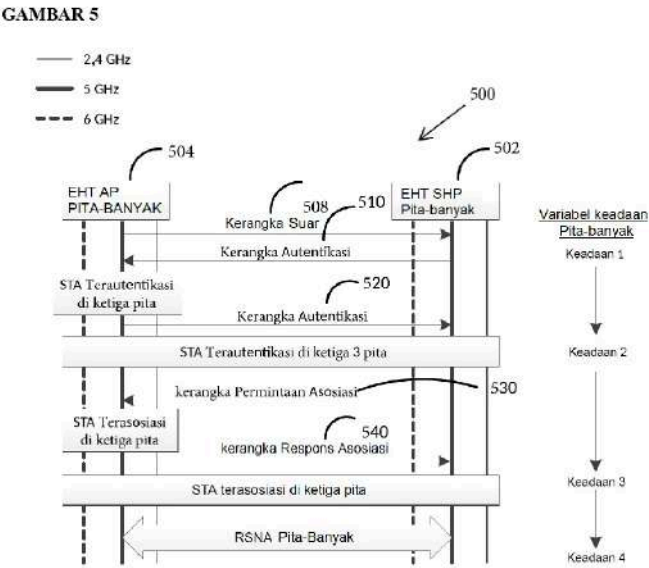 GAMBAR 5
2,4 GHz
5 GHz
6 GHz
500
504
502
EHT AP
PITA-BANYAK
508
510
EHT SHP
Pita-banyak
Kerangka Suar
Variabel keadaan
Pita-banyak
Kerangka Autentikasi
Keadaan 1
STA Terautentikasi
di ketiga pita
520
Kerangka Autentikasi
STA Terautentikasi di ketiga 3 pita
Keadaan 2
kerangka Permintaan Asosiasi
530
STA Terasosiasi
di ketiga pita
540
kerangka Respons Asosiasi
STA terasosiasi di ketiga pita
Keadaan 3
RSNA Pita-Banyak
Keadaan 4